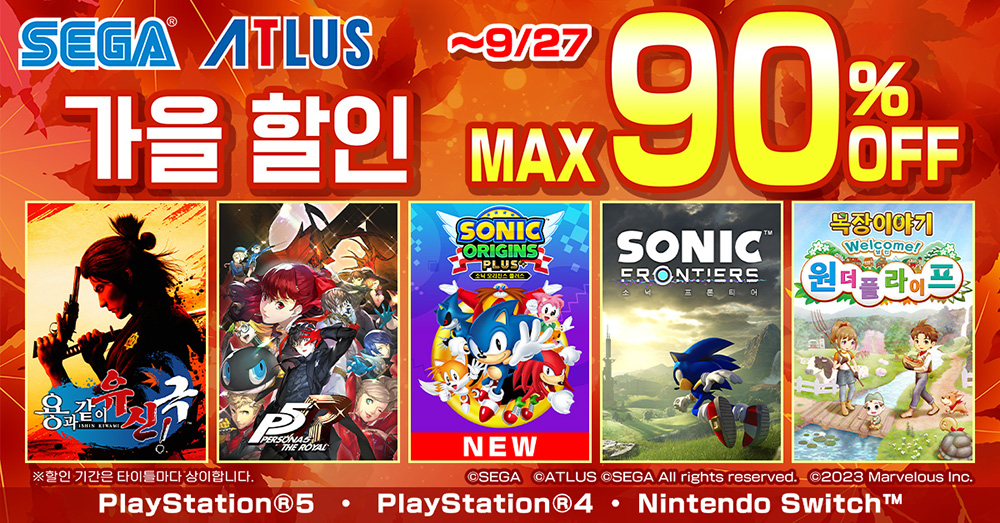 SEGA® ATLUS ~9/27
가을 할인
MAX 90% OFF
용과 같이 유신! 극
ISHIN KIWAMI
P5R
PERSONA5
THE ROYAL
SONIC
ORIGINS
PLUS+
소닉 오리진스 플러스
NEW
SONIC™
FRONTIERS
소닉 프론티어
목장이야기
Welcome!
원더풀라이프
※할인 기간은 타이틀마다 상이합니다.
©SEGA ©ATLUS ©SEGA All rights reserved. ©2023 Marvelous Inc.
PlayStation®5 · PlayStation®4 · Nintendo Switch™